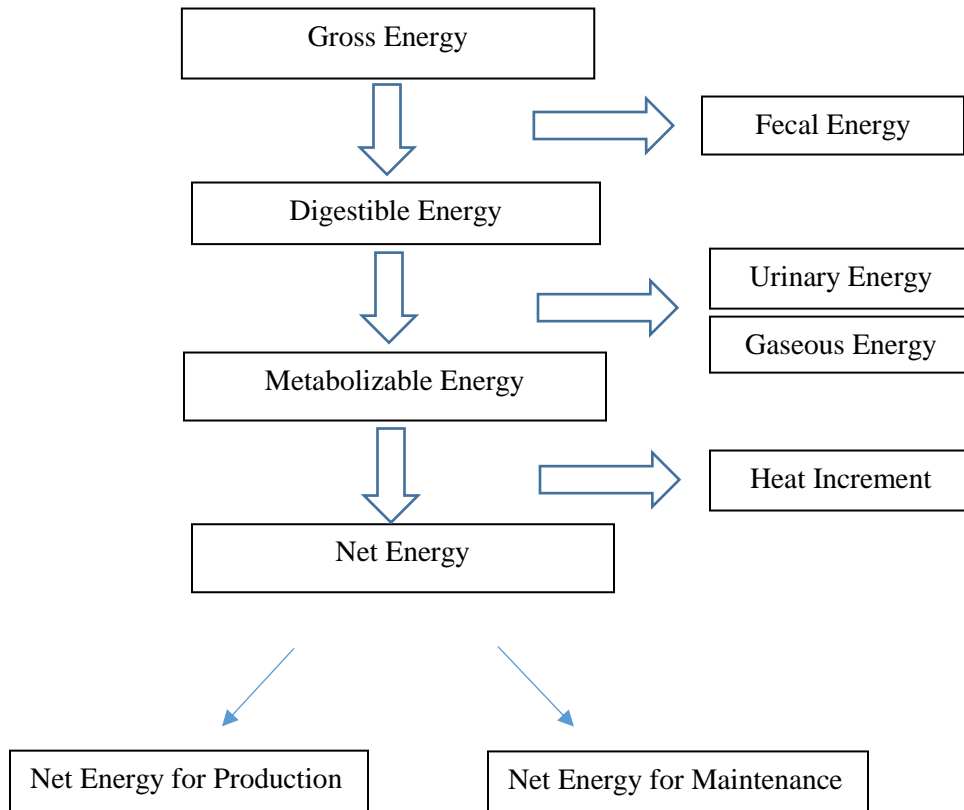 Gross Energy
Fecal Energy
Digestible Energy
Urinary Energy
Gaseous Energy
Metabolizable Energy
Heat Increment
Net Energy
Net Energy for Production
Net Energy for Maintenance